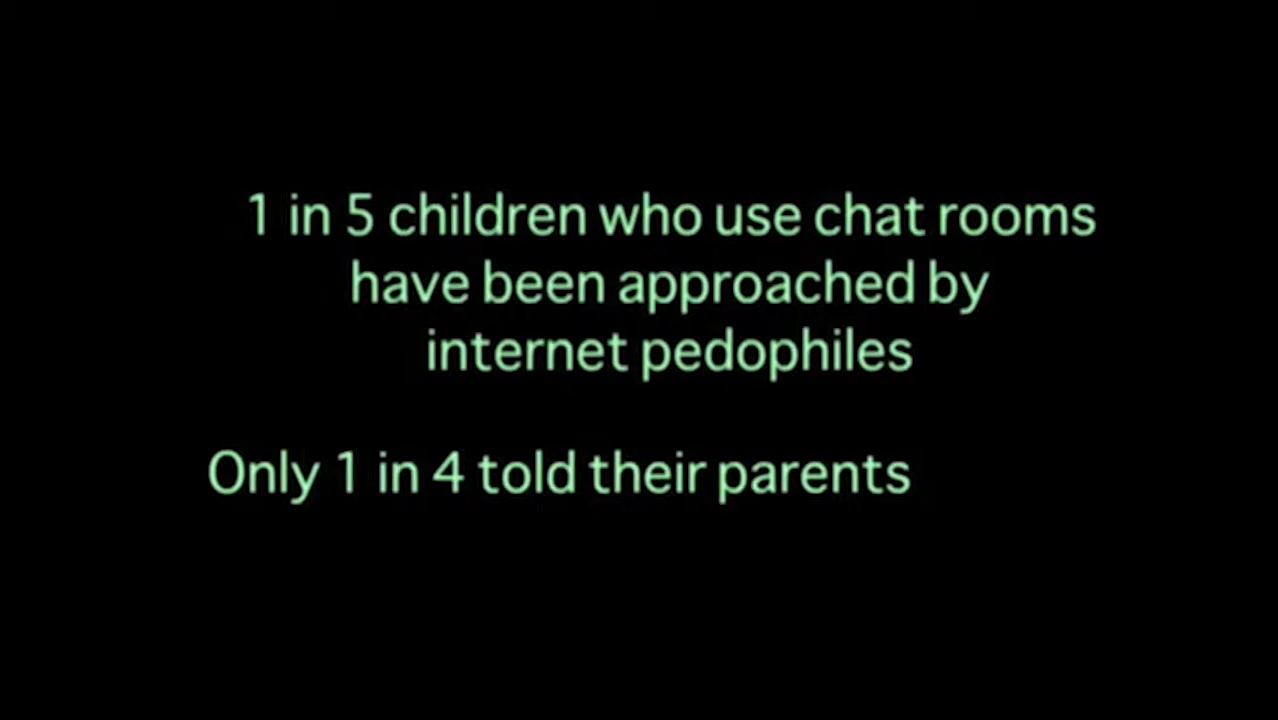 1 in 5 children who use chat rooms
have been approached by
internet pedophiles
Only 1 in 4 told their parents